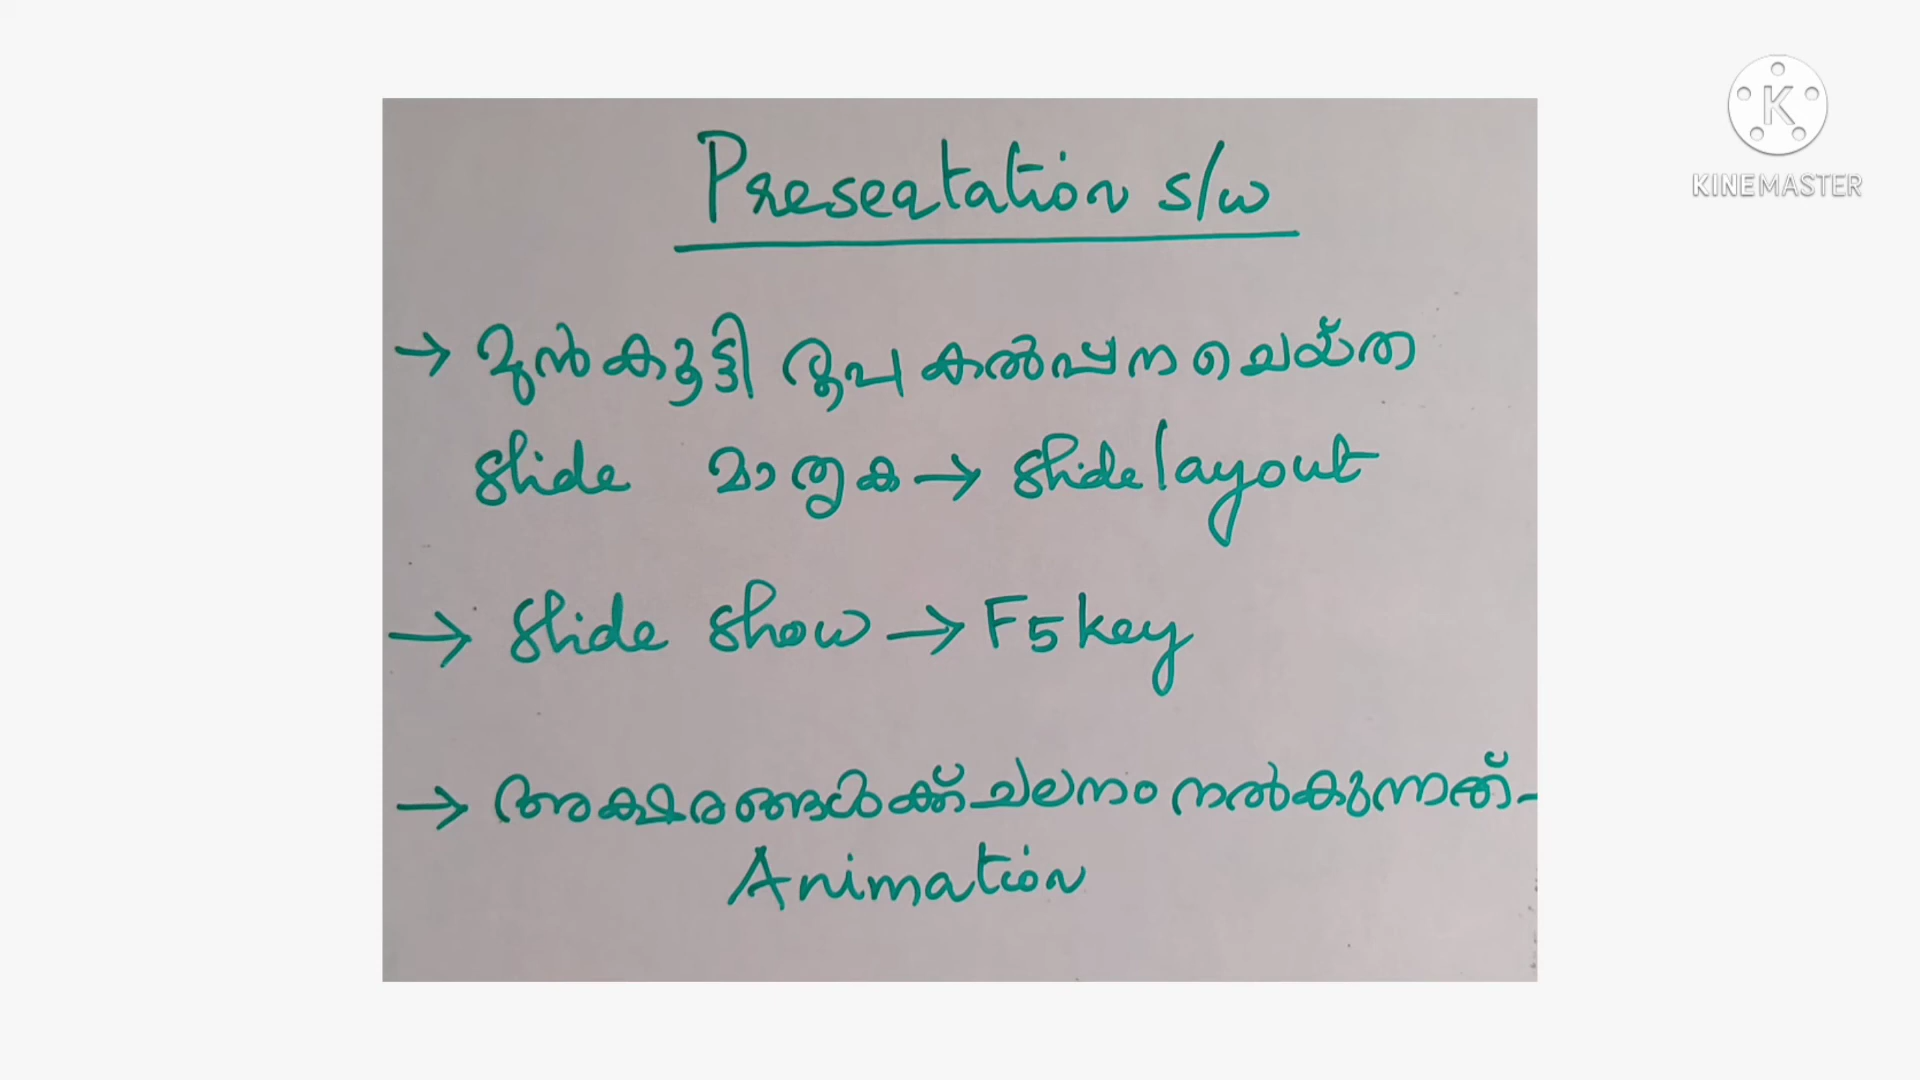 Presentation s/w
→ മുൻകൂട്ടി രൂപകൽപ്പന ചെയ്ത
slide മാതൃക → slide layout
→ slide show → F5 key
→ അക്ഷരങ്ങൾക്ക് ചലനം നൽകുന്നത് -
Animation
K
KINEMASTER